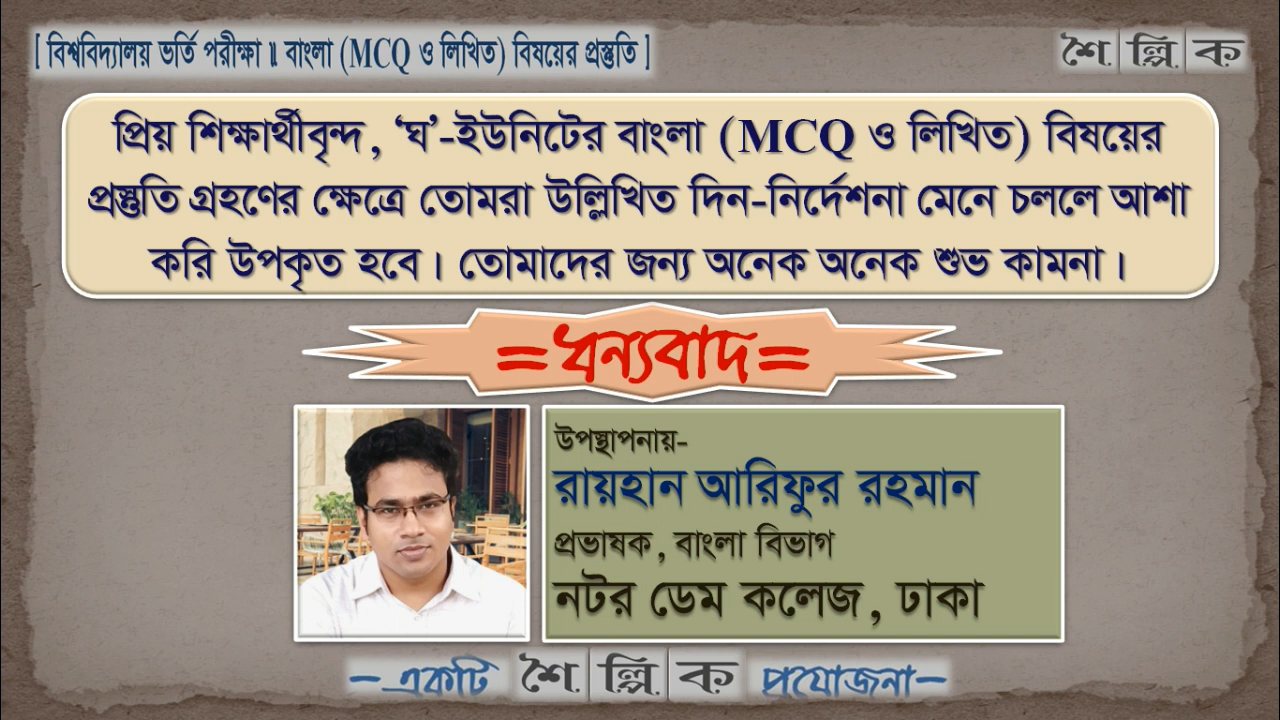 [ বিশ্ববিদ্যালয় ভর্তি পরীক্ষা ॥ বাংলা (MCQ ও লিখিত) বিষয়ের প্রস্তুতি ]
শৈল্পিক
প্রিয় শিক্ষার্থীবৃন্দ, ‘ঘ’-ইউনিটের বাংলা (MCQ ও লিখিত) বিষয়ের
প্রস্তুতি গ্রহণের ক্ষেত্রে তোমরা উল্লিখিত দিন-নির্দেশনা মেনে চললে আশা
করি উপকৃত হবে। তোমাদের জন্য অনেক অনেক শুভ কামনা।
=ধন্যবাদ=
উপস্থাপনায়-
রায়হান আরিফুর রহমান
প্রভাষক, বাংলা বিভাগ
নটর ডেম কলেজ, ঢাকা
-একটি শৈল্পিক প্রযোজনা-